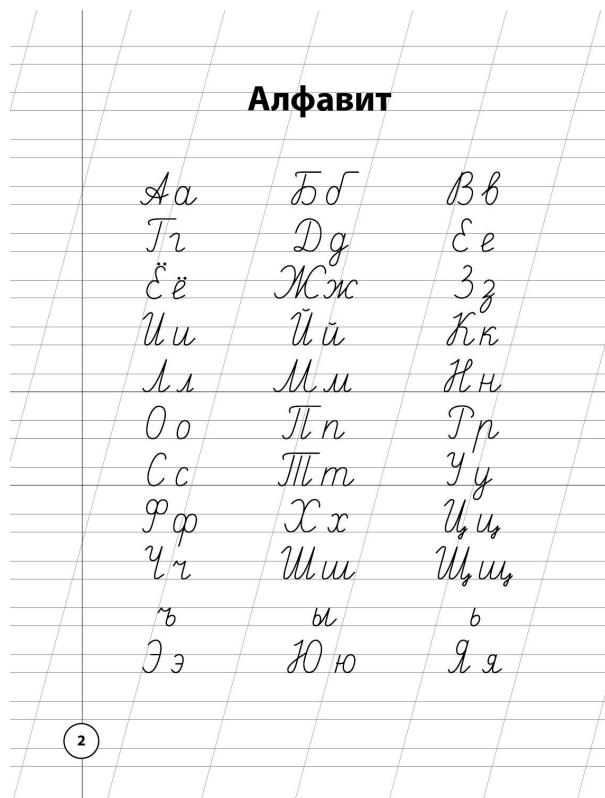 Алфавит
Аа Бб Вв
Гг Дд Ее
Ёё Жж Зз
Ии Йй Кк
Лл Мм Нн
Оо Пп Рр
Сс Тт Уу
Фф Хх Цц
Чч Шш Щщ
ъ ы ь
Ээ Юю Яя
2